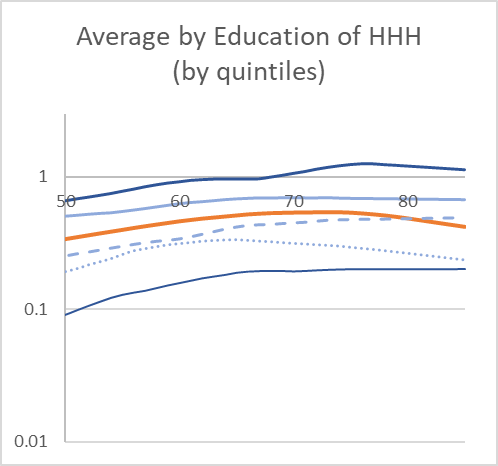 Average by Education of HHH
(by quintiles)
1
50 60 70 80
0.1
0.01